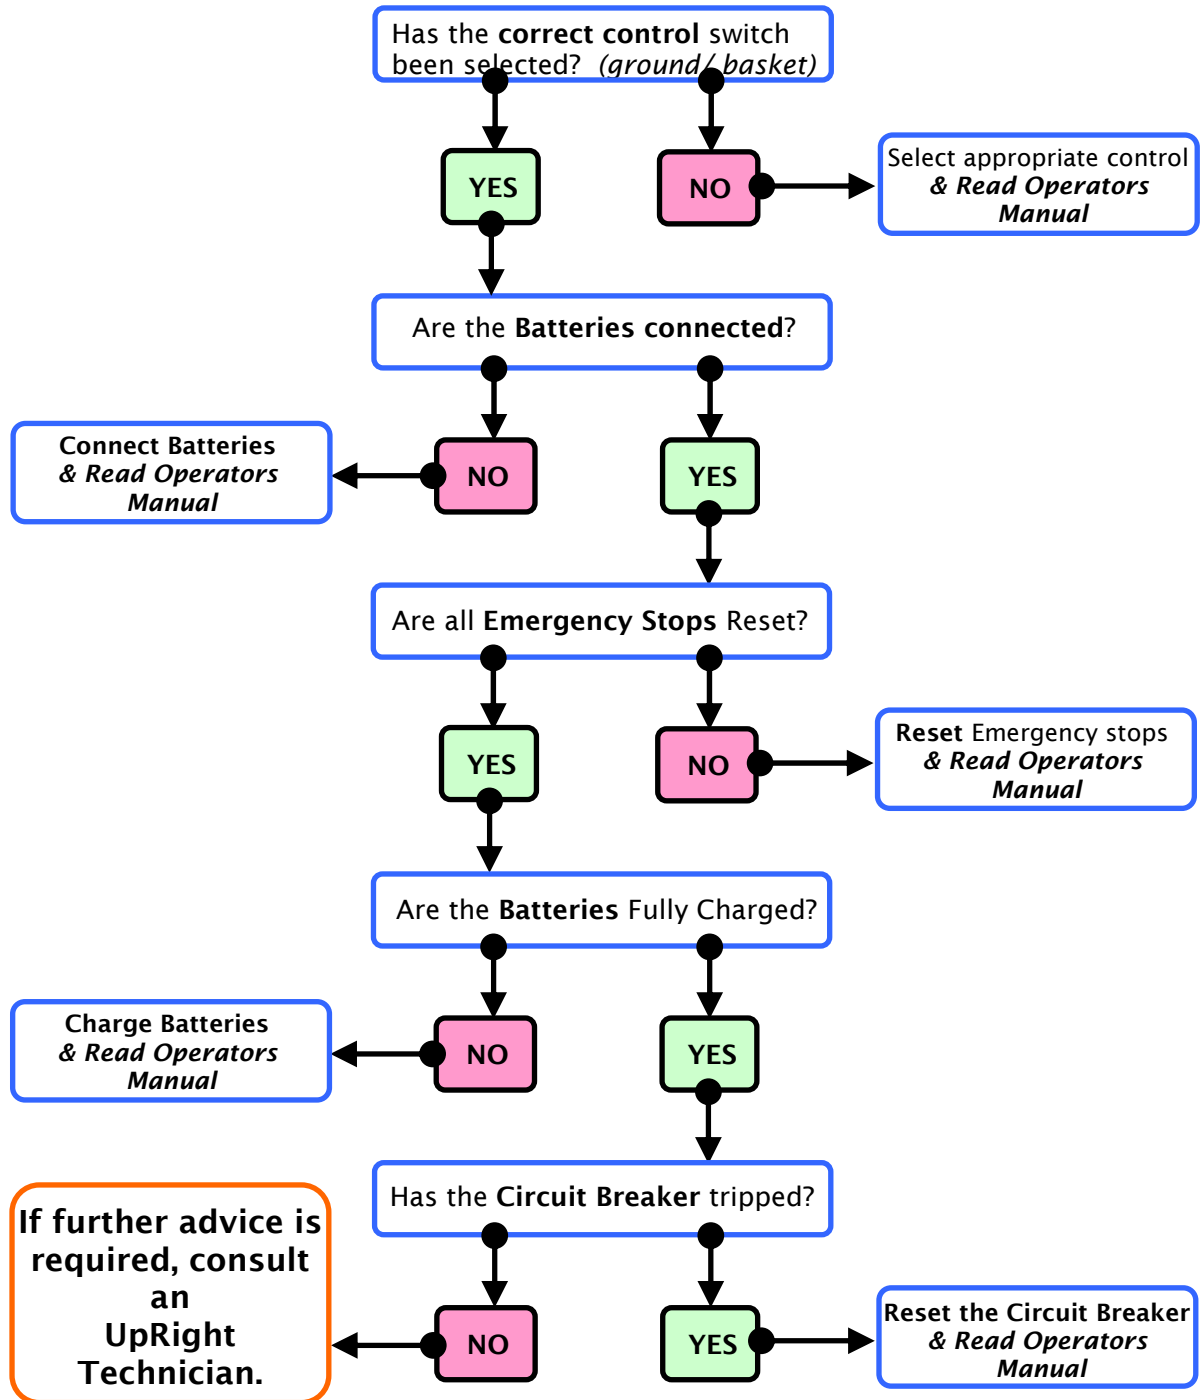 Has the correct control switch
been selected? (ground/ basket)
YES
NO
Select appropriate control
& Read Operators
Manual
Are the Batteries connected?
Connect Batteries
& Read Operators
Manual
NO
YES
Are all Emergency Stops Reset?
YES
NO
Reset Emergency stops
& Read Operators
Manual
Are the Batteries Fully Charged?
Charge Batteries
& Read Operators
Manual
NO
YES
Has the Circuit Breaker tripped?
If further advice is
required, consult
an
UpRight
Technician.
NO
YES
Reset the Circuit Breaker
& Read Operators
Manual